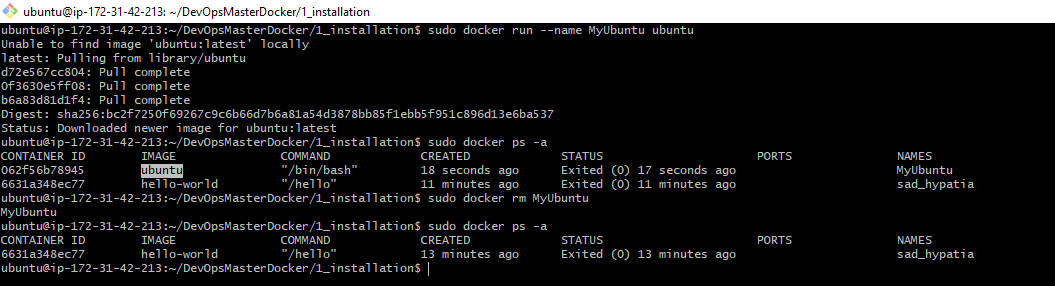 ubuntu@ip-172-31-42-213: ~/DevOpsMasterDocker/1_installation
ubuntu@ip-172-31-42-213:~/DevOpsMasterDocker/1_installation$ sudo docker run --name MyUbuntu ubuntu
Unable to find image 'ubuntu:latest' locally
latest: Pulling from library/ubuntu
d72e567cc804: Pull complete
0f3630e5ff08: Pull complete
b6a83d81d1f4: Pull complete
Digest: sha256:bc2f7250f69267c9c6b66d7b6a81a54d3878bb85f1ebb5f951c896d13e6ba537
Status: Downloaded newer image for ubuntu:latest
ubuntu@ip-172-31-42-213:~/DevOpsMasterDocker/1_installation$ sudo docker ps -a
CONTAINER ID IMAGE COMMAND CREATED STATUS PORTS NAMES
062f56b78945 ubuntu "/bin/bash" 18 seconds ago Exited (0) 17 seconds ago MyUbuntu
6631a348ec77 hello-world "/hello" 11 minutes ago Exited (0) 11 minutes ago sad_hypatia
ubuntu@ip-172-31-42-213:~/DevOpsMasterDocker/1_installation$ sudo docker rm MyUbuntu
MyUbuntu
ubuntu@ip-172-31-42-213:~/DevOpsMasterDocker/1_installation$ sudo docker ps -a
CONTAINER ID IMAGE COMMAND CREATED STATUS PORTS NAMES
6631a348ec77 hello-world "/hello" 13 minutes ago Exited (0) 13 minutes ago sad_hypatia
ubuntu@ip-172-31-42-213:~/DevOpsMasterDocker/1_installation$